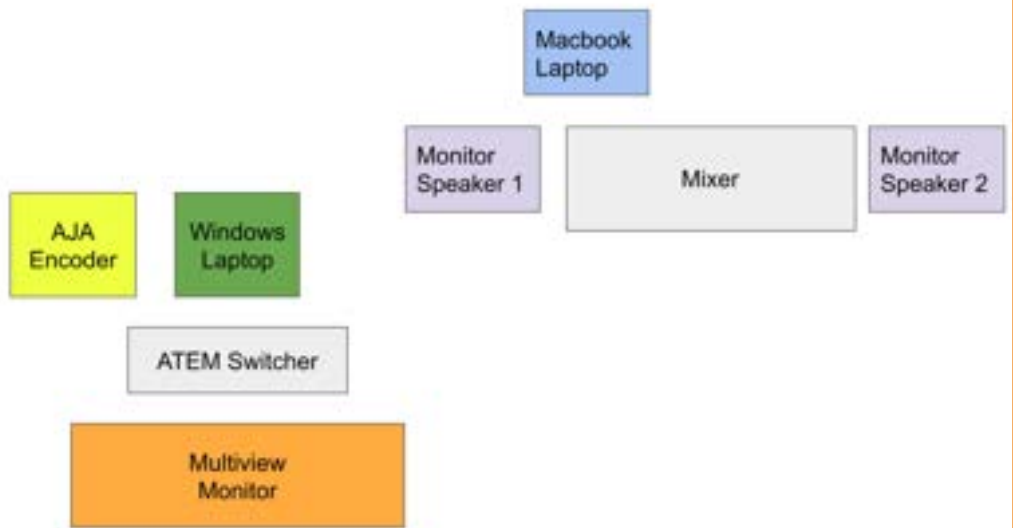 Macbook
Laptop
Monitor
Speaker 1
Mixer
Monitor
Speaker 2
AJA
Encoder
Windows
Laptop
ATEM Switcher
Multiview
Monitor